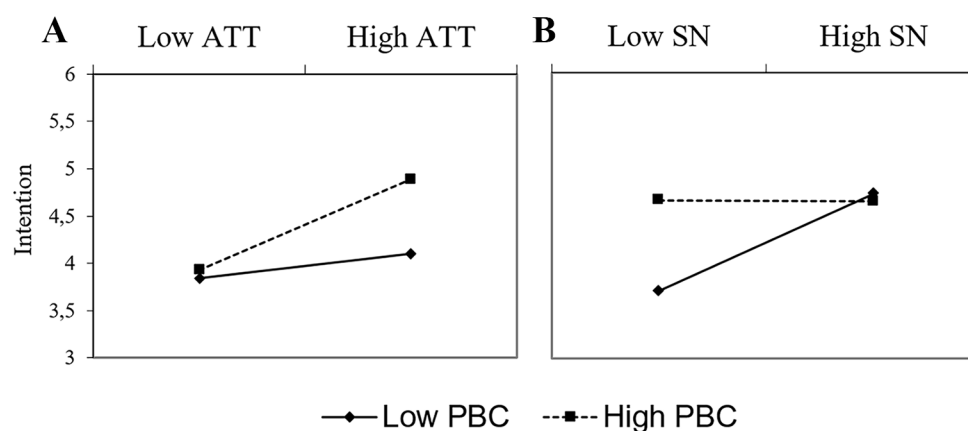 A
Low ATT High ATT
B
Low SN High SN
6
5,5
5
4,5
4
3,5
3
Intention
Low PBC High PBC